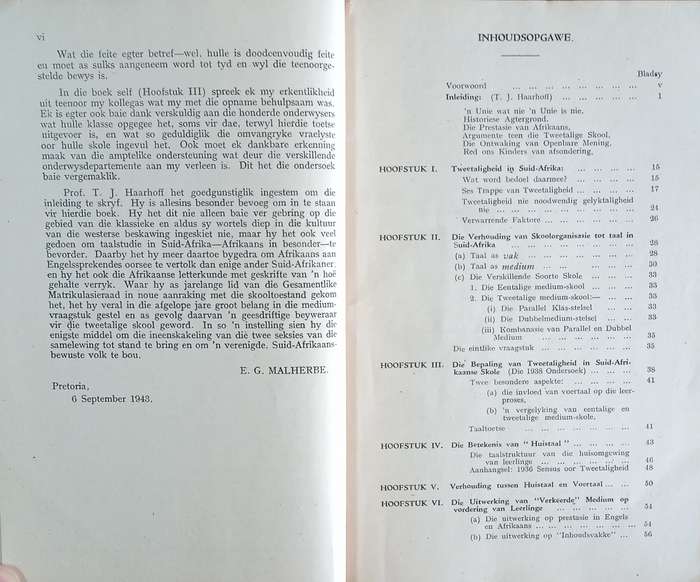 vi
Wat die feite egter betref—wel, hulle is doodeenvoudig feite
en moet as sulks aangeneem word tot tyd en wyl die teenoorge-
stelde bewys is.
In die boek self (Hoofstuk III) spreek ek my erkentlikheid
uit teenoor my kollegas wat my met die opname behulpsaam was.
Ek is egter ook baie dank verskuldig aan die honderde onderwysers
wat hulle klasse opgegee het, soms vir dae, terwyl hierdie toetse
uitgevoer is, en wat so geduldiglik die omvangryke vraelyste
oor hulle skole ingevul het. Ook moet ek dankbare erkenning
maak van die amptelike ondersteuning wat deur die verskillende
onderwysdepartemente aan my verleen is. Dit het die ondersoek
baie vergemaklik.
Prof. T. J. Haarhoff het goedgunstiglik ingestem om die
inleiding te skryf. Hy is allesins besonder bevoeg om in te staan
vir hierdie boek. Hy het dit nie alleen baie ver gebring op die
gebied van die klassieke en aldus sy wortels diep in die kultuur
van die westerse beskawing ingeskiet nie, maar hy het ook veel
gedoen om taalstudie in Suid-Afrika—Afrikaans in besonder—te
bevorder. Daarby het hy meer daartoe bygedra om Afrikaans aan
Engelssprekendes oorsee te vertolk dan enige ander Suid-Afrikaner;
en hy het ook die Afrikaanse letterkunde met geskrifte van 'n hoë
gehalte verryk. Waar hy as jarelange lid van die Gesamentlike
Matrikulasieraad in noue aanraking met die skooltoestand gekom
het, het hy veral in die afgelope jare groot belang in die medium-
vraagstuk gestel en as gevolg daarvan 'n geesdriftige beyweraar
vir die tweetalige skool geword. In so 'n instelling sien hy die
enigste middel om die ineenskakeling van die twee seksies van die
samelewing tot stand te bring en om 'n verenigde, Suid-Afrikaans-
bewuste volk te bou.
E. G. MALHERBE.
Pretoria,
6 September 1943.
INHOUDSOPGAWE.
Bladsy
Voorwoord ... ... ... ... ... ... ... ... v
Inleiding: (T. J. Haarhoff) ... ... ... ... ... 1
'n Unie wat nie 'n Unie is nie,
Historiese Agtergrond,
Die Prestasie van Afrikaans,
Argumente teen die Tweetalige Skool,
Die Ontwaking van Openbare Mening,
Red ons Kinders van afsondering,
HOOFSTUK I. Tweetaligheid in Suid-Afrika: ... ... ... ... 15
Wat word bedoel daarmee? ... ... ... ... 15
Ses Trappe van Tweetaligheid ... ... ... ... 17
Tweetaligheid nie noodwendig gelyktaligheid
nie ... ... ... ... ... ... ... ... 24
Verwarrende Faktore ... ... ... ... ... 26
HOOFSTUK II. Die Verhouding van Skoolorganisasie tot taal in
Suid-Afrika ... ... ... ... ... ... ... 28
(a) Taal as vak ... ... ... ... ... ... 28
(b) Taal as medium ... ... ... ... ... 30
(c) Die Verskillende Soorte Skole ... ... ... 33
1. Die Eentalige medium-skool ... ... ... 33
2. Die Tweetalige medium-skool:— ... ... 33
(i) Die Parallel Klas-stelsel ... ... 33
(ii) Die Dubbelmedium-stelsel ... ... 33
(iii) Kombinasie van Parallel en Dubbel
Medium ... ... ... ... ... 35
Die eintlike vraagstuk ... ... ... ... ... 35
HOOFSTUK III. Die Bepaling van Tweetaligheid in Suid-Afri-
kaanse Skole (Die 1938 Ondersoek) ... ... ... 38
Twee besondere aspekte: ... ... ... ... 41
(a) die invloed van voertaal op die leer-
proses,
(b) 'n vergelyking van eentalige en
tweetalige medium-skole,
Taaltoetse ... ... ... ... ... ... ... 41
HOOFSTUK IV. Die Betekenis van "Huistaal" ... ... ... ... 43
Die taalstruktuur van die huisomgewing
van leerlinge ... ... ... ... ... ... 46
Aanhangsel: 1936 Sensus oor Tweetaligheid 48
HOOFSTUK V. Verhouding tussen Huistaal en Voertaal ... ... 50
HOOFSTUK VI. Die Uitwerking van "Verkeerde" Medium op
vordering van Leerlinge ... ... ... ... ... 54
(a) Die uitwerking op prestasie in Engels
en Afrikaans ... ... ... ... ... ... 54
(b) Die uitwerking op "Inhoudsvakke" ... ... 56